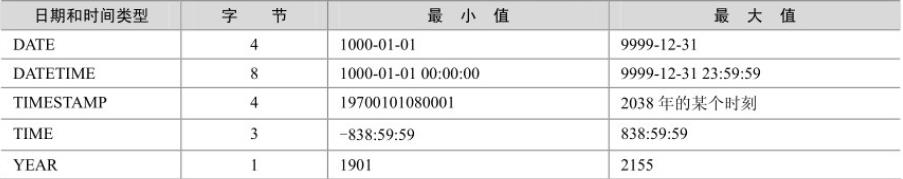 日期和时间类型 字 节 最 小 值 最 大 值
DATE 4 1000-01-01 9999-12-31
DATETIME 8 1000-01-01 00:00:00 9999-12-31 23:59:59
TIMESTAMP 4 19700101080001 2038 年的某个时刻
TIME 3 -838:59:59 838:59:59
YEAR 1 1901 2155